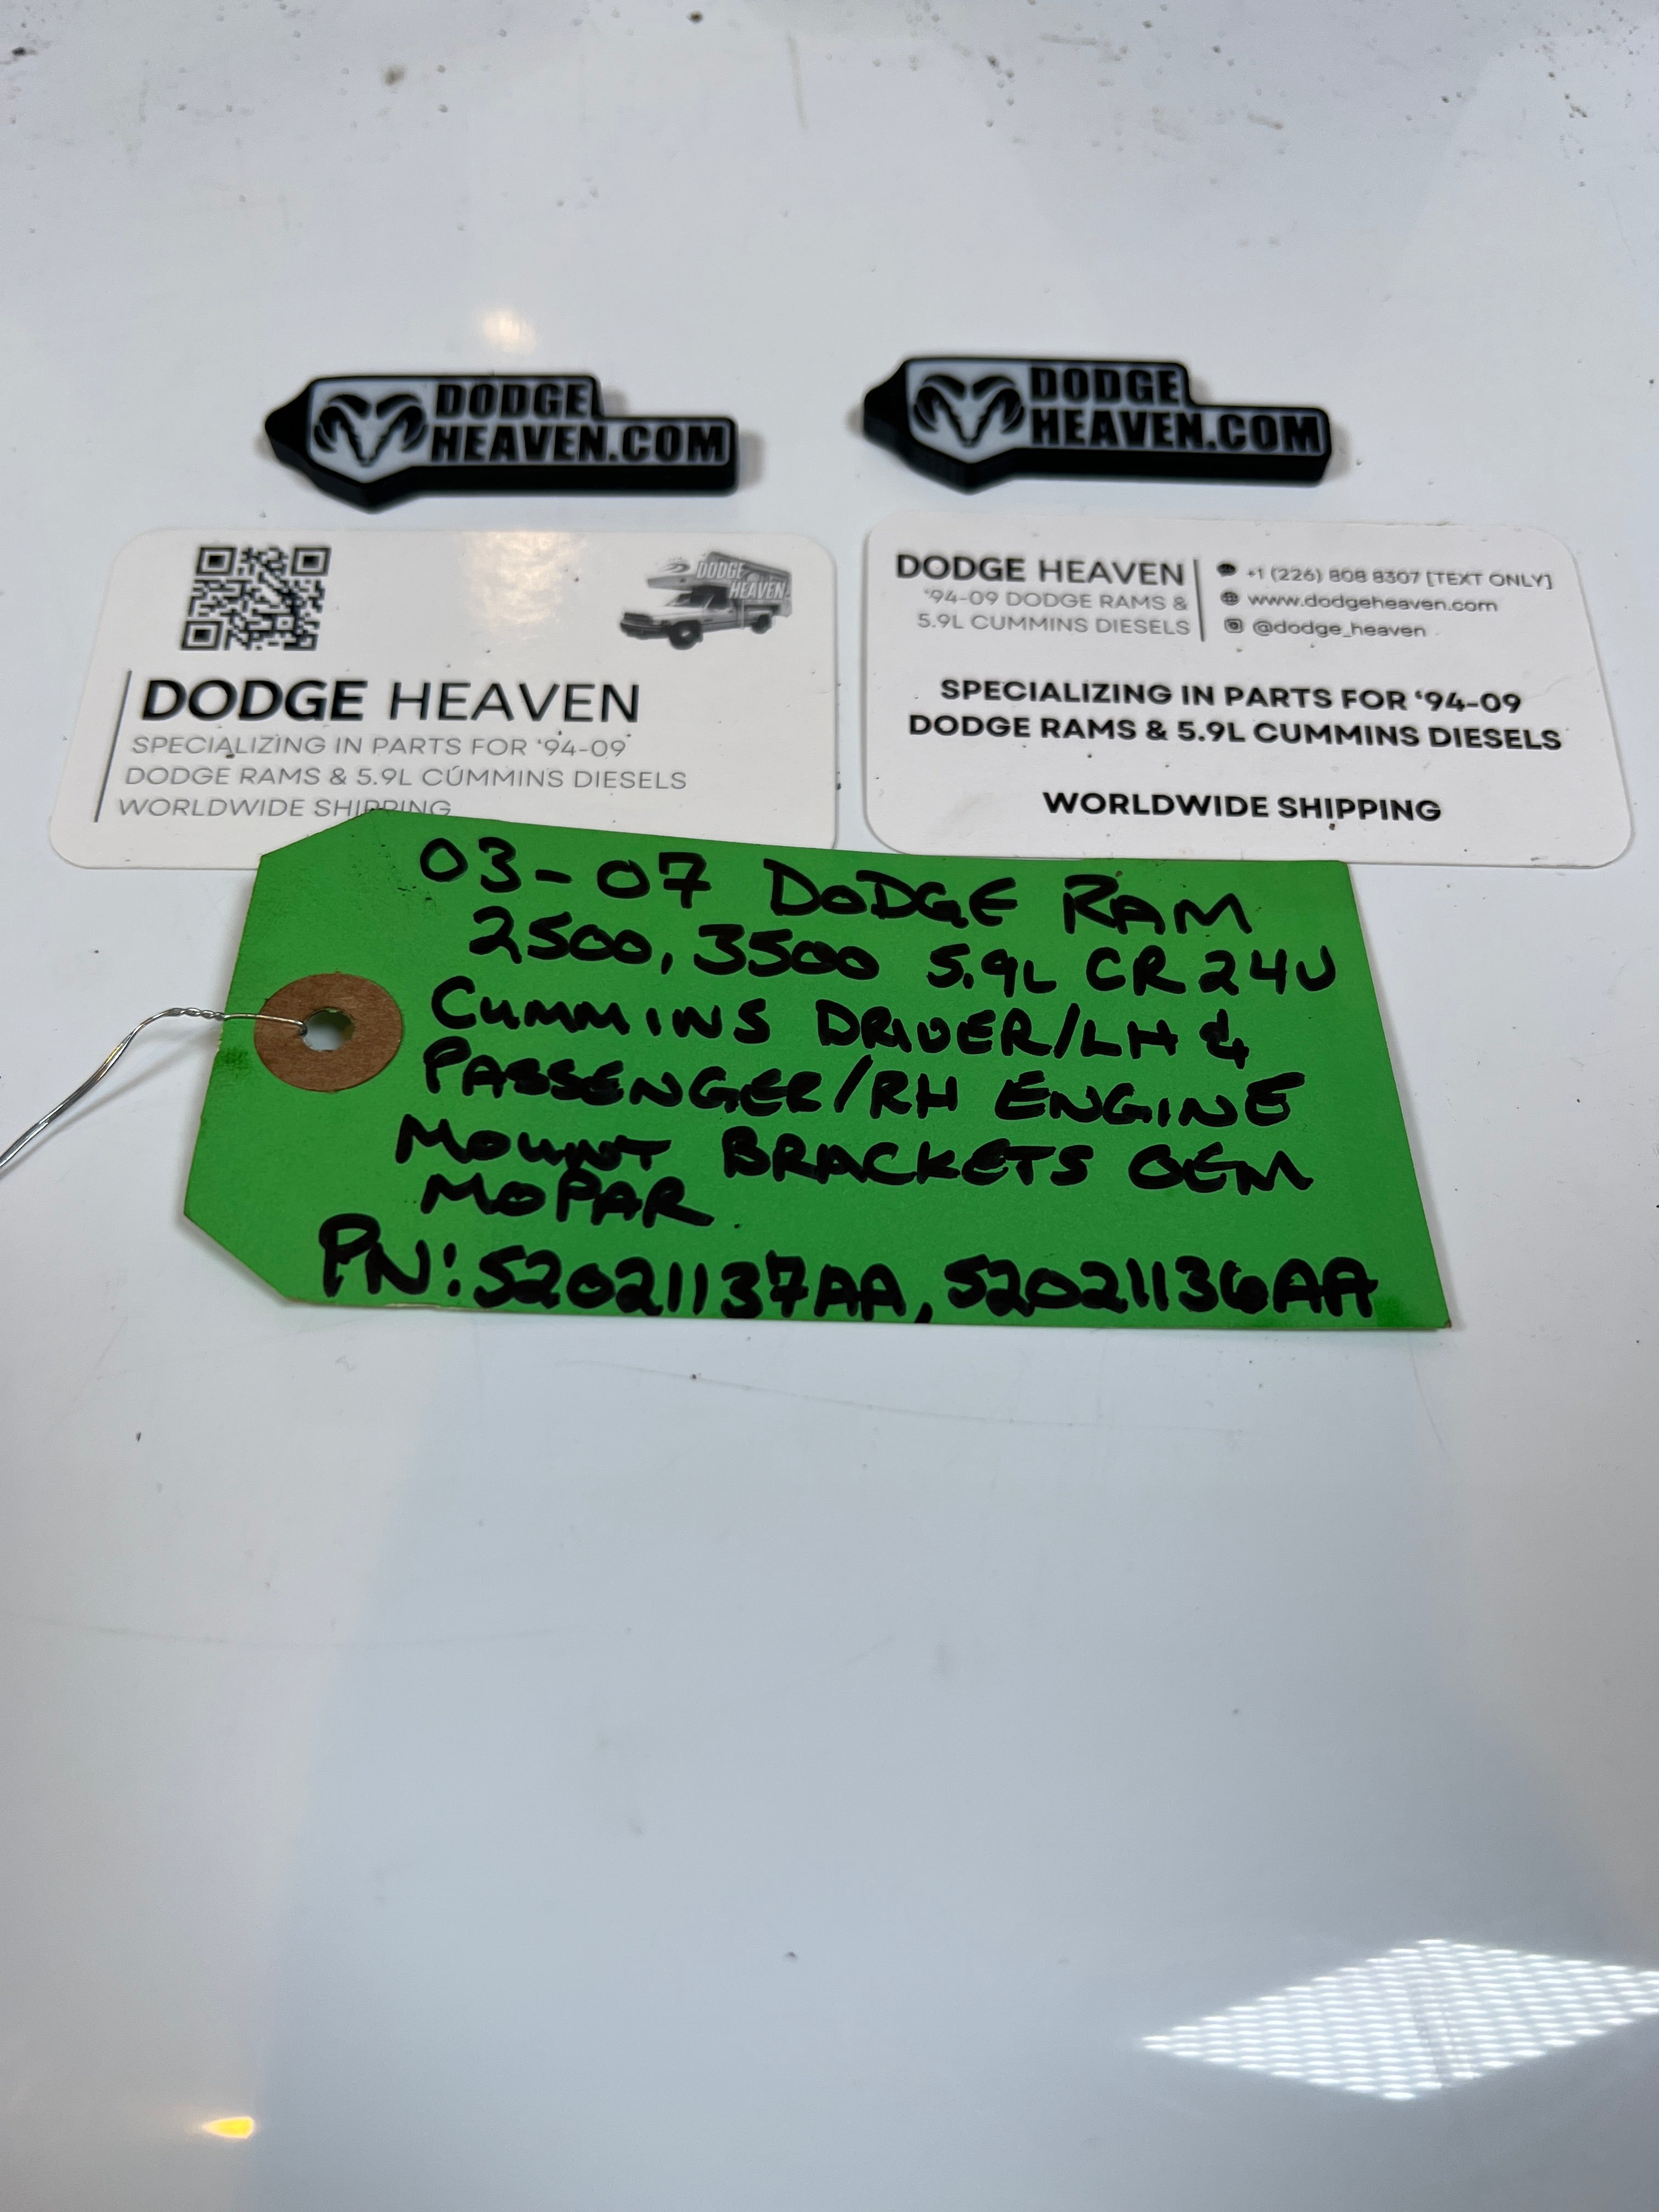 DODGE
HEAVEN.COM
DODGE
HEAVEN.COM
DODGE
HEAVEN
DODGE HEAVEN
SPECIALIZING IN PARTS FOR '94-09
DODGE RAMS & 5.9L CUMMINS DIESELS
WORLDWIDE SHIPPING
DODGE HEAVEN
'94-09 DODGE RAMS &
5.9L CUMMINS DIESELS
+1 (226) 808 8307 [TEXT ONLY]
www.dodgeheaven.com
@dodge_heaven
SPECIALIZING IN PARTS FOR '94-09
DODGE RAMS & 5.9L CUMMINS DIESELS
WORLDWIDE SHIPPING
03-07 DODGE RAM
2500, 3500 5.9L CR 24V
CUMMINS DRIVER/LH &
PASSENGER/RH ENGINE
MOUNT BRACKETS OEM
MOPAR.
PN: 52021137AA, 52021136AA